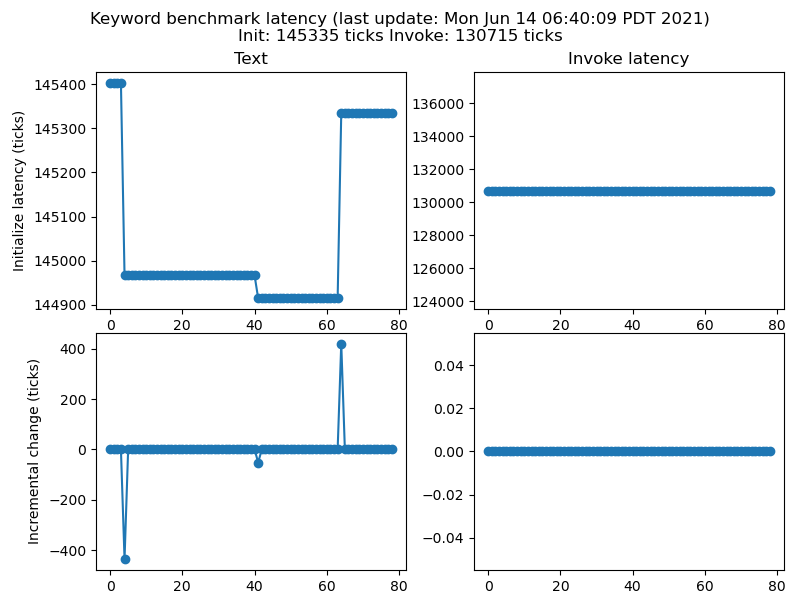 Keyword benchmark latency (last update: Mon Jun 14 06:40:09 PDT 2021)
Init: 145335 ticks Invoke: 130715 ticks
Text
Invoke latency
Initialize latency (ticks)
145400
145300
145200
145100
145000
144900
0 20 40 60 80
136000
134000
132000
130000
128000
126000
124000
0 20 40 60 80
Incremental change (ticks)
400
200
0
−200
−400
0 20 40 60 80
0.04
0.02
0.00
−0.02
−0.04
0 20 40 60 80